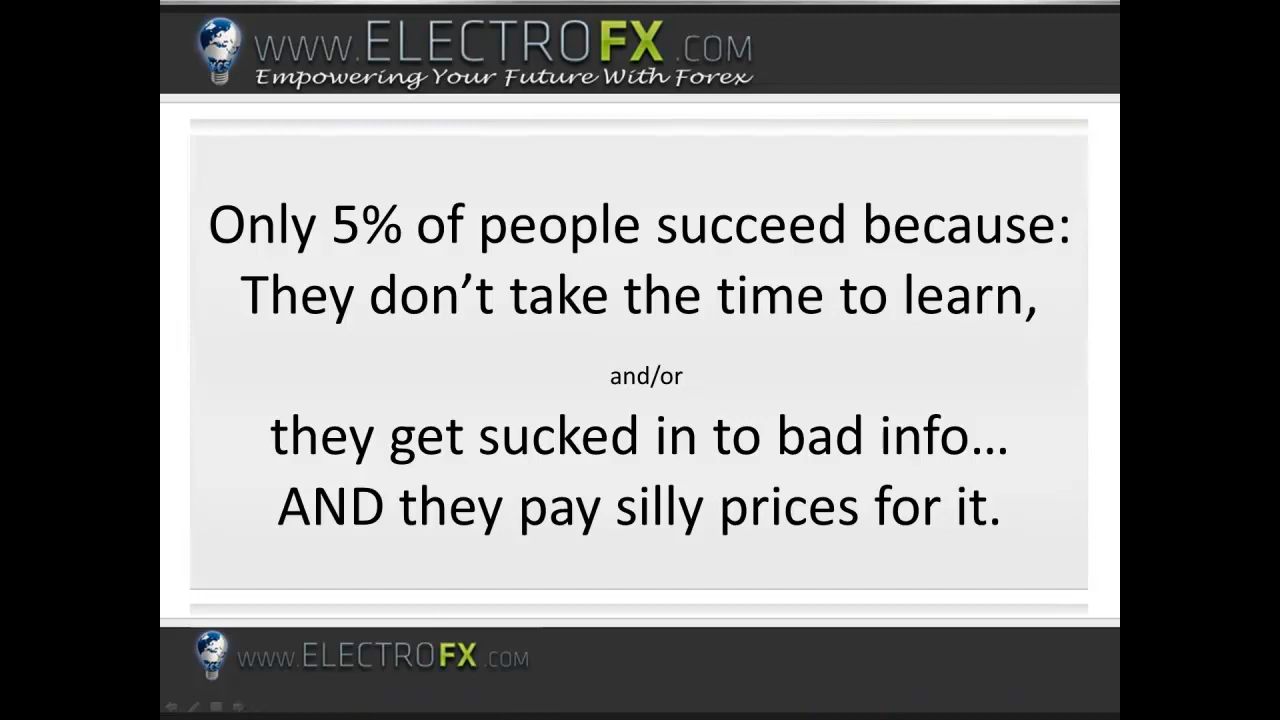 WWW.ELECTROFX.COM
Empowering Your Future With Forex
Only 5% of people succeed because:
They don’t take the time to learn,
and/or
they get sucked in to bad info…
AND they pay silly prices for it.
WWW.ELECTROFX.COM